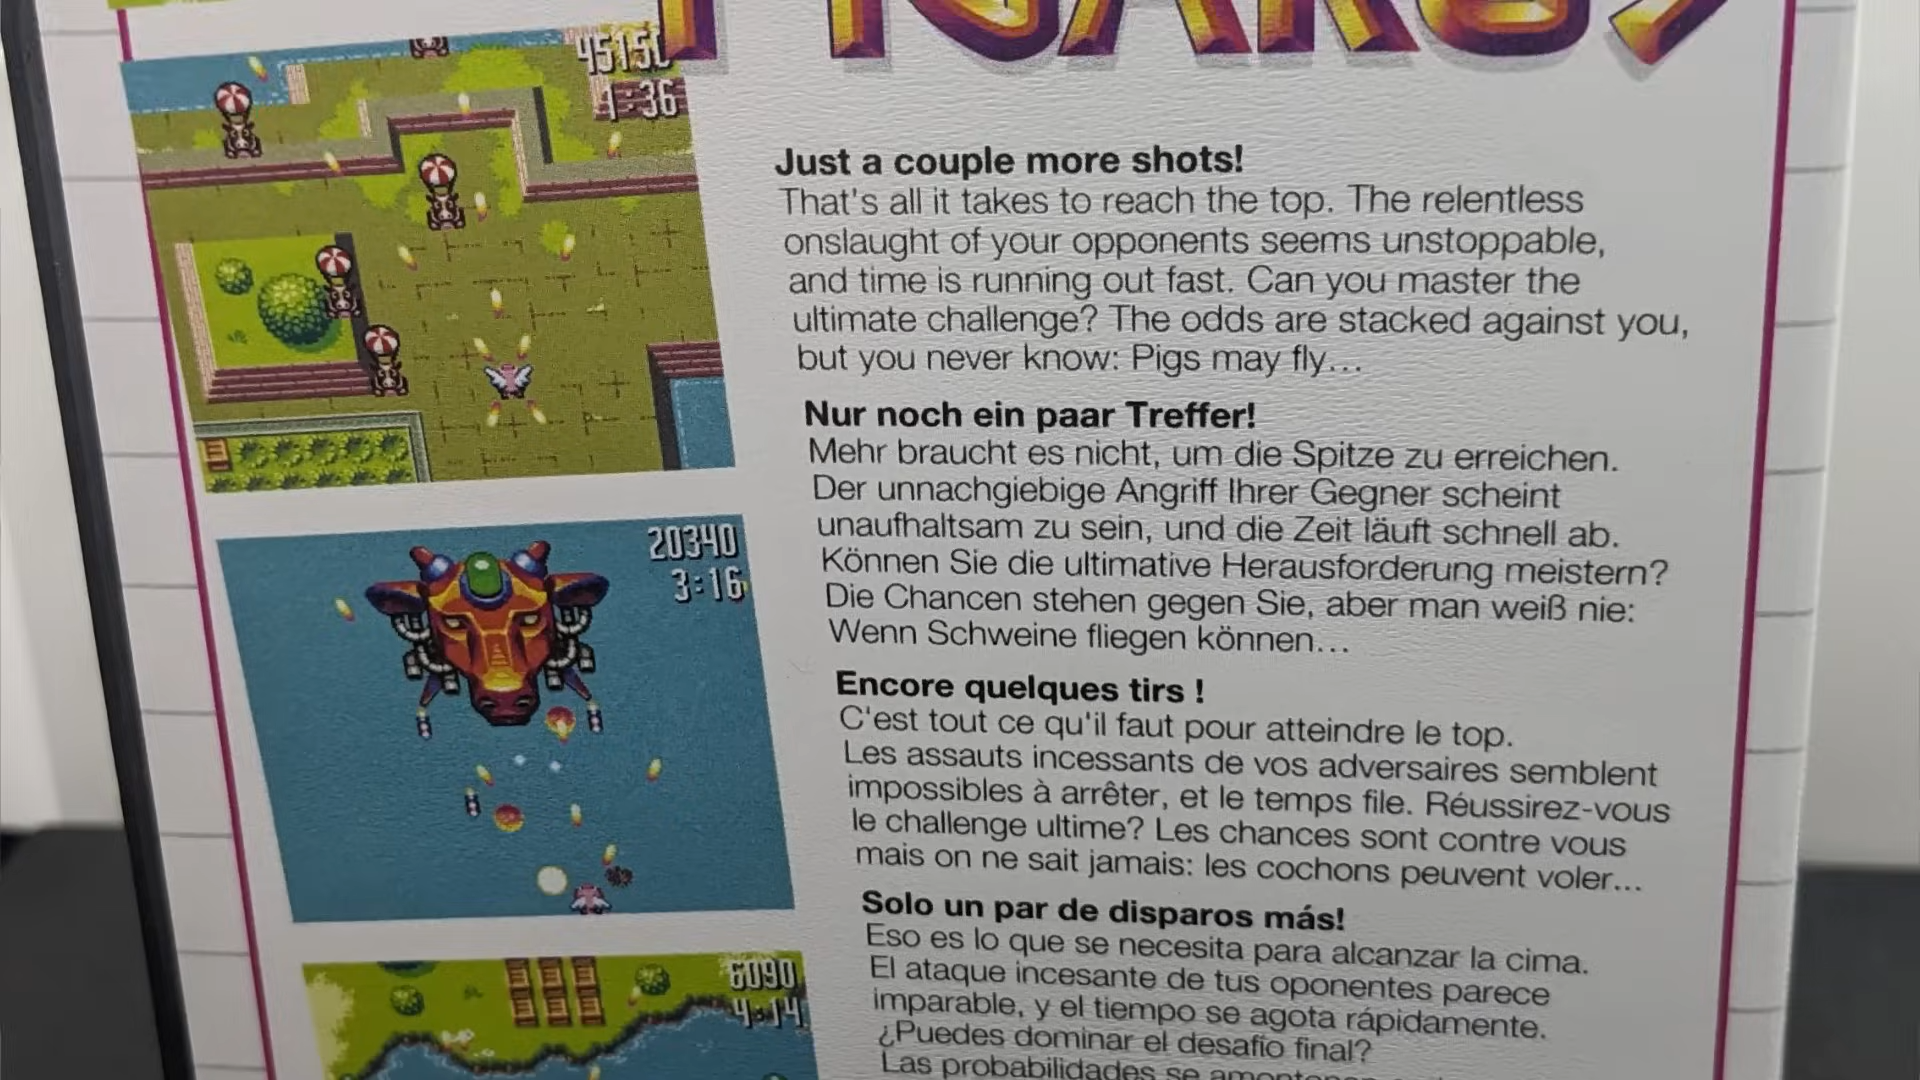 45150
1:36
Just a couple more shots!
That's all it takes to reach the top. The relentless
onslaught of your opponents seems unstoppable,
and time is running out fast. Can you master the
ultimate challenge? The odds are stacked against you,
but you never know: Pigs may fly...
Nur noch ein paar Treffer!
Mehr braucht es nicht, um die Spitze zu erreichen.
Der unnachgiebige Angriff Ihrer Gegner scheint
unaufhaltsam zu sein, und die Zeit läuft schnell ab.
Können Sie die ultimative Herausforderung meistern?
Die Chancen stehen gegen Sie, aber man weiß nie:
Wenn Schweine fliegen können...
20340
3:16
Encore quelques tirs !
C'est tout ce qu'il faut pour atteindre le top.
Les assauts incessants de vos adversaires semblent
impossibles à arrêter, et le temps file. Réussirez-vous
le challenge ultime? Les chances sont contre vous
mais on ne sait jamais: les cochons peuvent voler...
Solo un par de disparos más!
Eso es lo que se necesita para alcanzar la cima.
El ataque incesante de tus oponentes parece
imparable, y el tiempo se agota rápidamente.
¿Puedes dominar el desafío final?
Las probabilidades se
6090
4:14